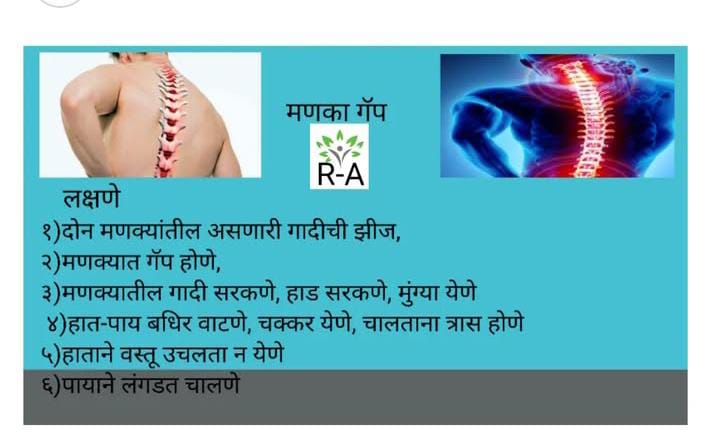 मणका गॅप
R-A
लक्षणे
१)दोन मणक्यांतील असणारी गादीची झीज,
२)मणक्यात गॅप होणे,
३)मणक्यातील गादी सरकणे, हाड सरकणे, मुंग्या येणे
४)हात-पाय बधिर वाटणे, चक्कर येणे, चालताना त्रास होणे
५)हाताने वस्तू उचलता न येणे
६)पायाने लंगडत चालणे